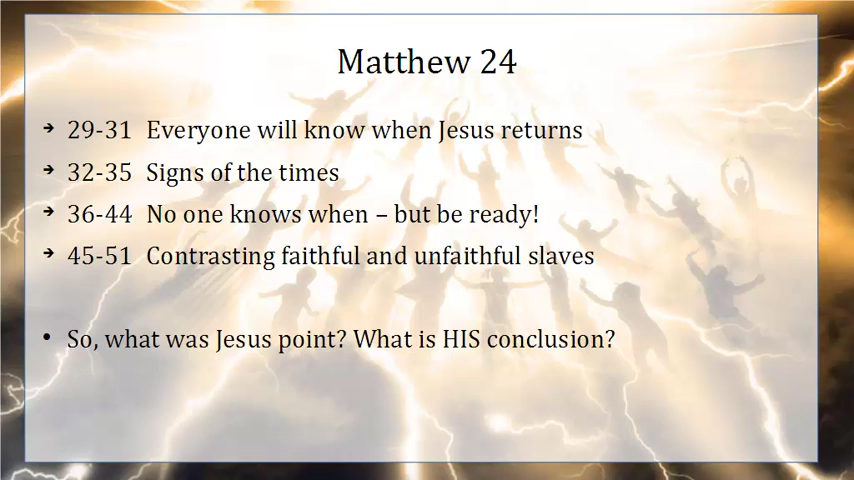 Matthew 24
➔ 29-31 Everyone will know when Jesus returns
➔ 32-35 Signs of the times
➔ 36-44 No one knows when – but be ready!
➔ 45-51 Contrasting faithful and unfaithful slaves
• So, what was Jesus point? What is HIS conclusion?